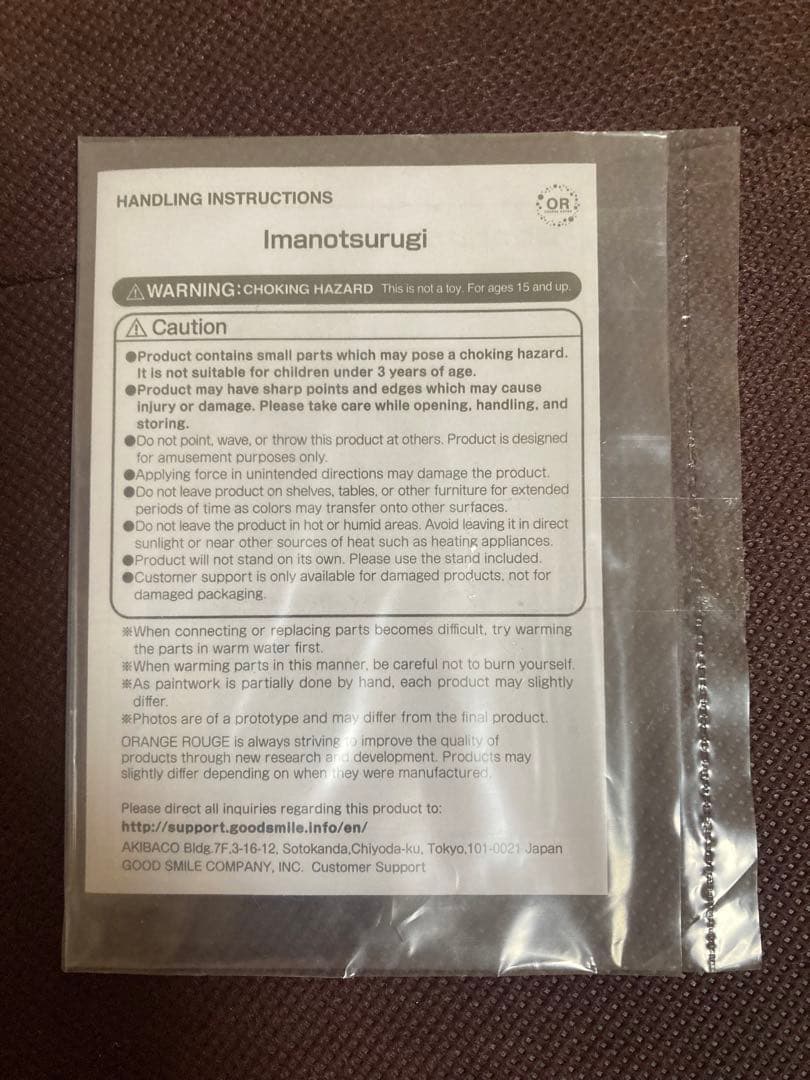 HANDLING INSTRUCTIONS
OR
Imanotsurugi
⚠WARNING:CHOKING HAZARD This is not a toy. For ages 15 and up.
⚠ Caution
●Product contains small parts which may pose a choking hazard.
It is not suitable for children under 3 years of age.
●Product may have sharp points and edges which may cause
injury or damage. Please take care while opening, handling, and
storing.
●Do not point, wave, or throw this product at others. Product is designed
for amusement purposes only.
●Applying force in unintended directions may damage the product.
●Do not leave product on shelves, tables, or other furniture for extended
periods of time as colors may transfer onto other surfaces.
●Do not leave the product in hot or humid areas. Avoid leaving it in direct
sunlight or near other sources of heat such as heating appliances.
●Product will not stand on its own. Please use the stand included.
●Customer support is only available for damaged products, not for
damaged packaging.
※When connecting or replacing parts becomes difficult, try warming
the parts in warm water first.
※When warming parts in this manner, be careful not to burn yourself.
※As paintwork is partially done by hand, each product may slightly
differ.
※Photos are of a prototype and may differ from the final product.
ORANGE ROUGE is always striving to improve the quality of
products through new research and development. Products may
slightly differ depending on when they were manufactured.
Please direct all inquiries regarding this product to:
http://support.goodsmile.info/en/
AKIBACO Bldg.7F,3-16-12, Sotokanda,Chiyoda-ku, Tokyo,101-0021 Japan
GOOD SMILE COMPANY, INC. Customer Support